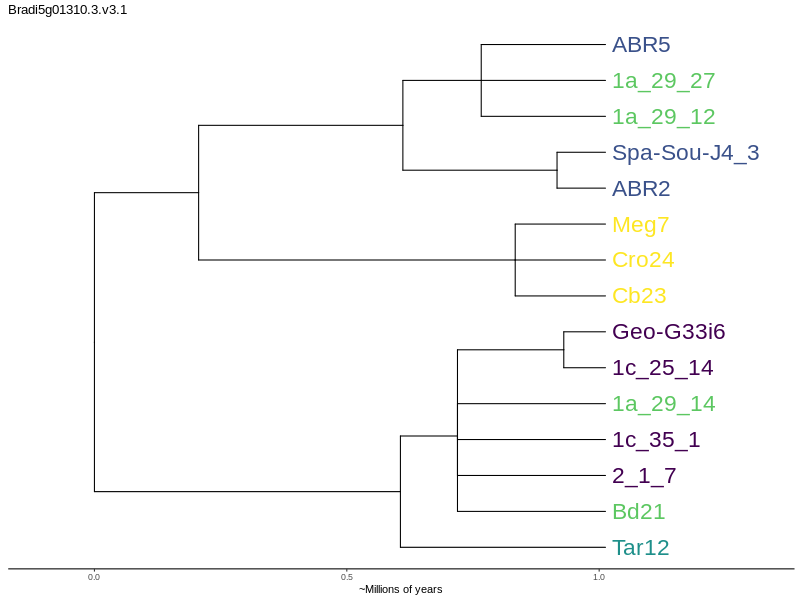 Bradi5g01310.3.v3.1
ABR5
1a_29_27
1a_29_12
Spa-Sou-J4_3
ABR2
Meg7
Cro24
Cb23
Geo-G33i6
1c_25_14
1a_29_14
1c_35_1
2_1_7
Bd21
Tar12
0.0 0.5 1.0
~Millions of years